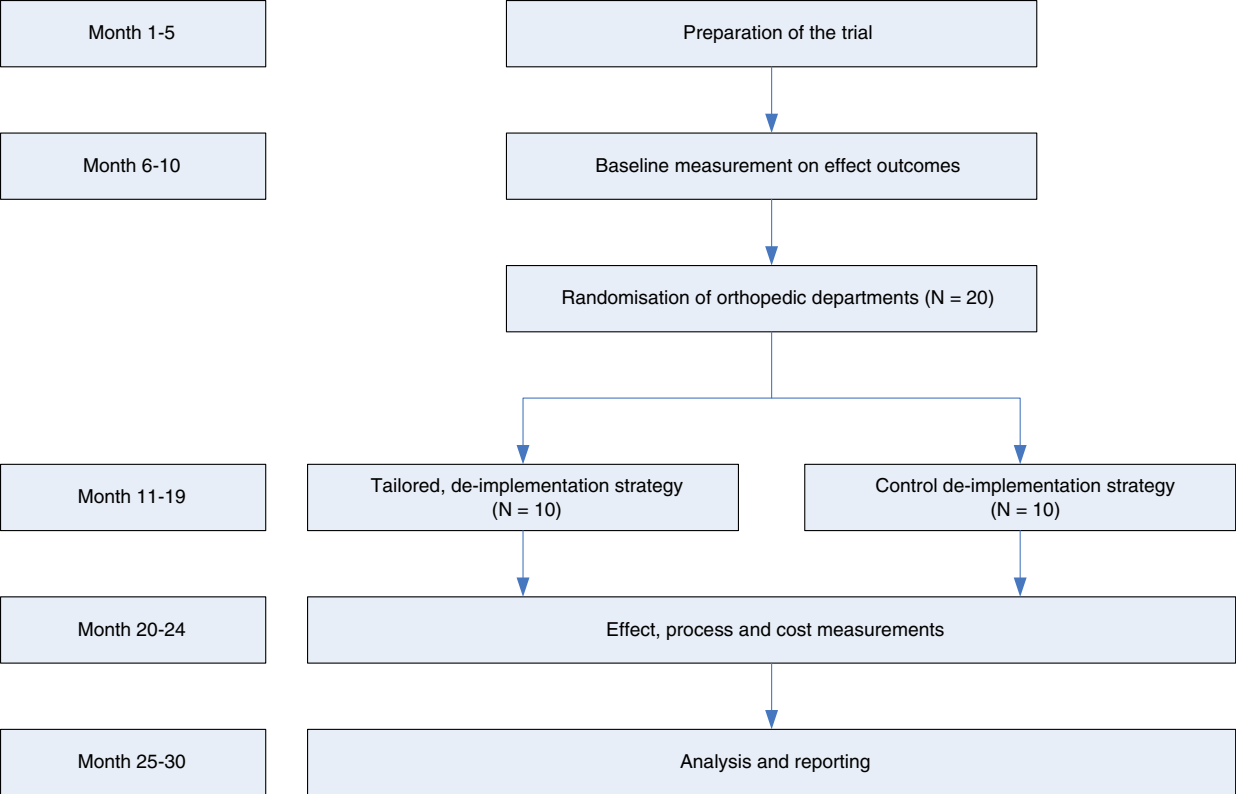 Month 1-5
Preparation of the trial
Month 6-10
Baseline measurement on effect outcomes
Randomisation of orthopedic departments (N = 20)
Month 11-19
Tailored, de-implementation strategy
(N = 10)
Control de-implementation strategy
(N = 10)
Month 20-24
Effect, process and cost measurements
Month 25-30
Analysis and reporting